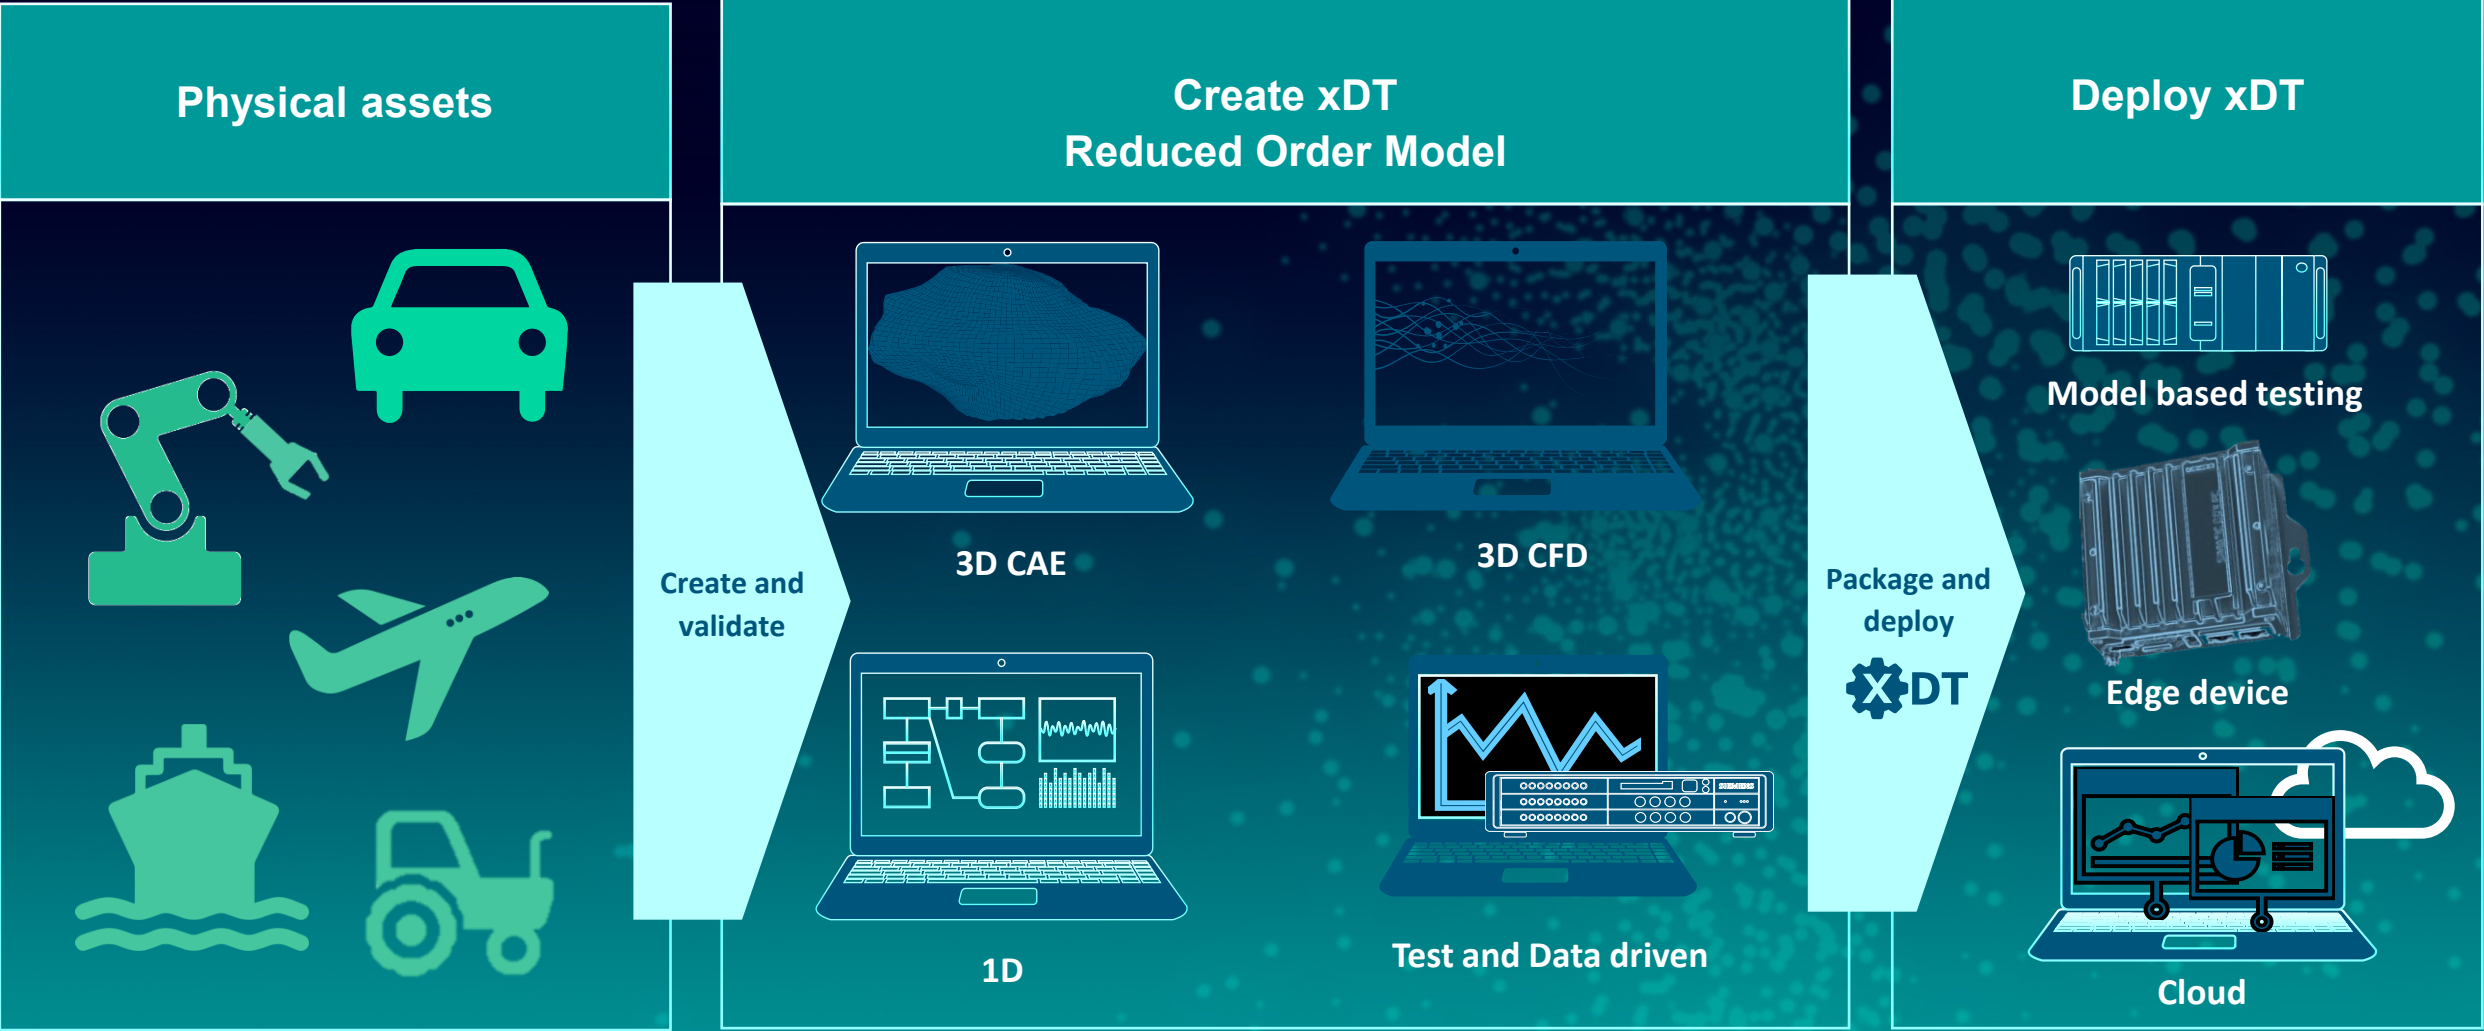 Physical assets
Create xDT
Reduced Order Model
Deploy xDT
Create and
validate
3D CAE
3D CFD
1D
SIEMENS
Test and Data driven
Package and
deploy
XDT
Model based testing
Edge device
Cloud